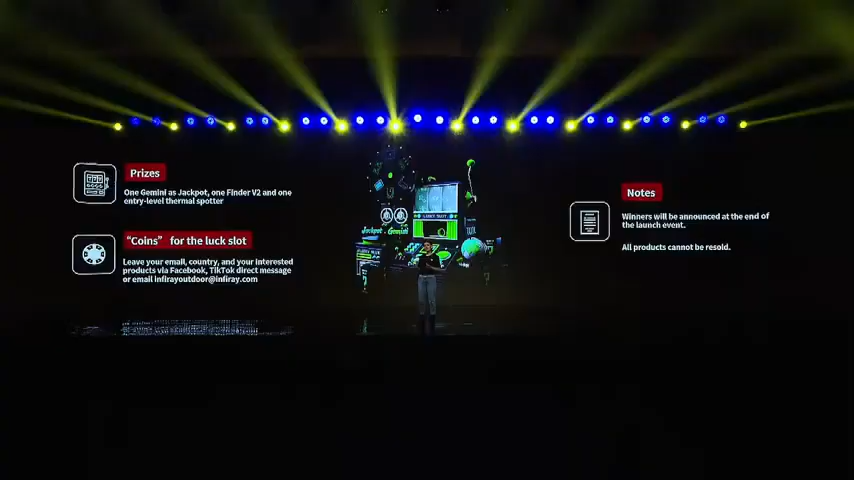 Prizes
One Gemini as Jackpot, one Finder V2 and one
entry-level thermal spotter
“Coins” for the luck slot
Leave your email, country, and your interested
products via Facebook, TikTok direct message
or email infirayoutdoor@infiray.com
LUCKY SLOT
Jackpot - Gemini
Notes
Winners will be announced at the end of
the launch event.
All products cannot be resold.